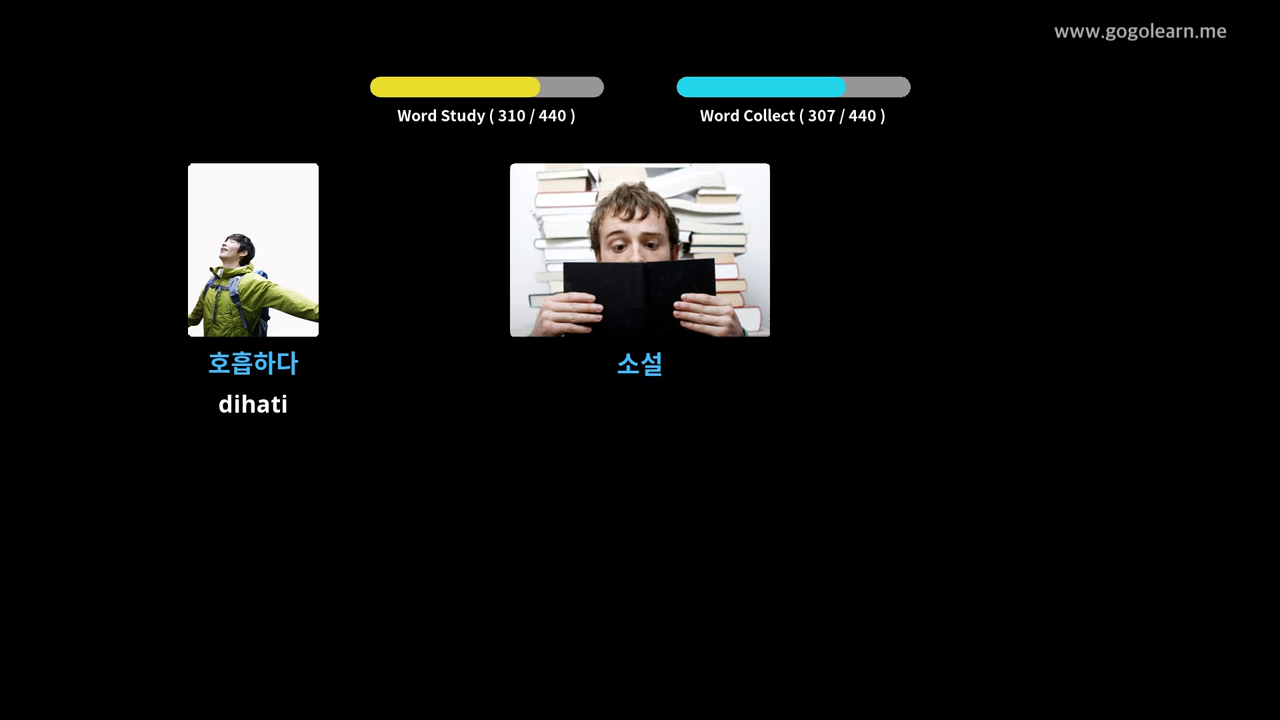 www.gogolearn.me
Word Study ( 310 / 440 )
Word Collect ( 307 / 440 )
호흡하다
소설
dihati